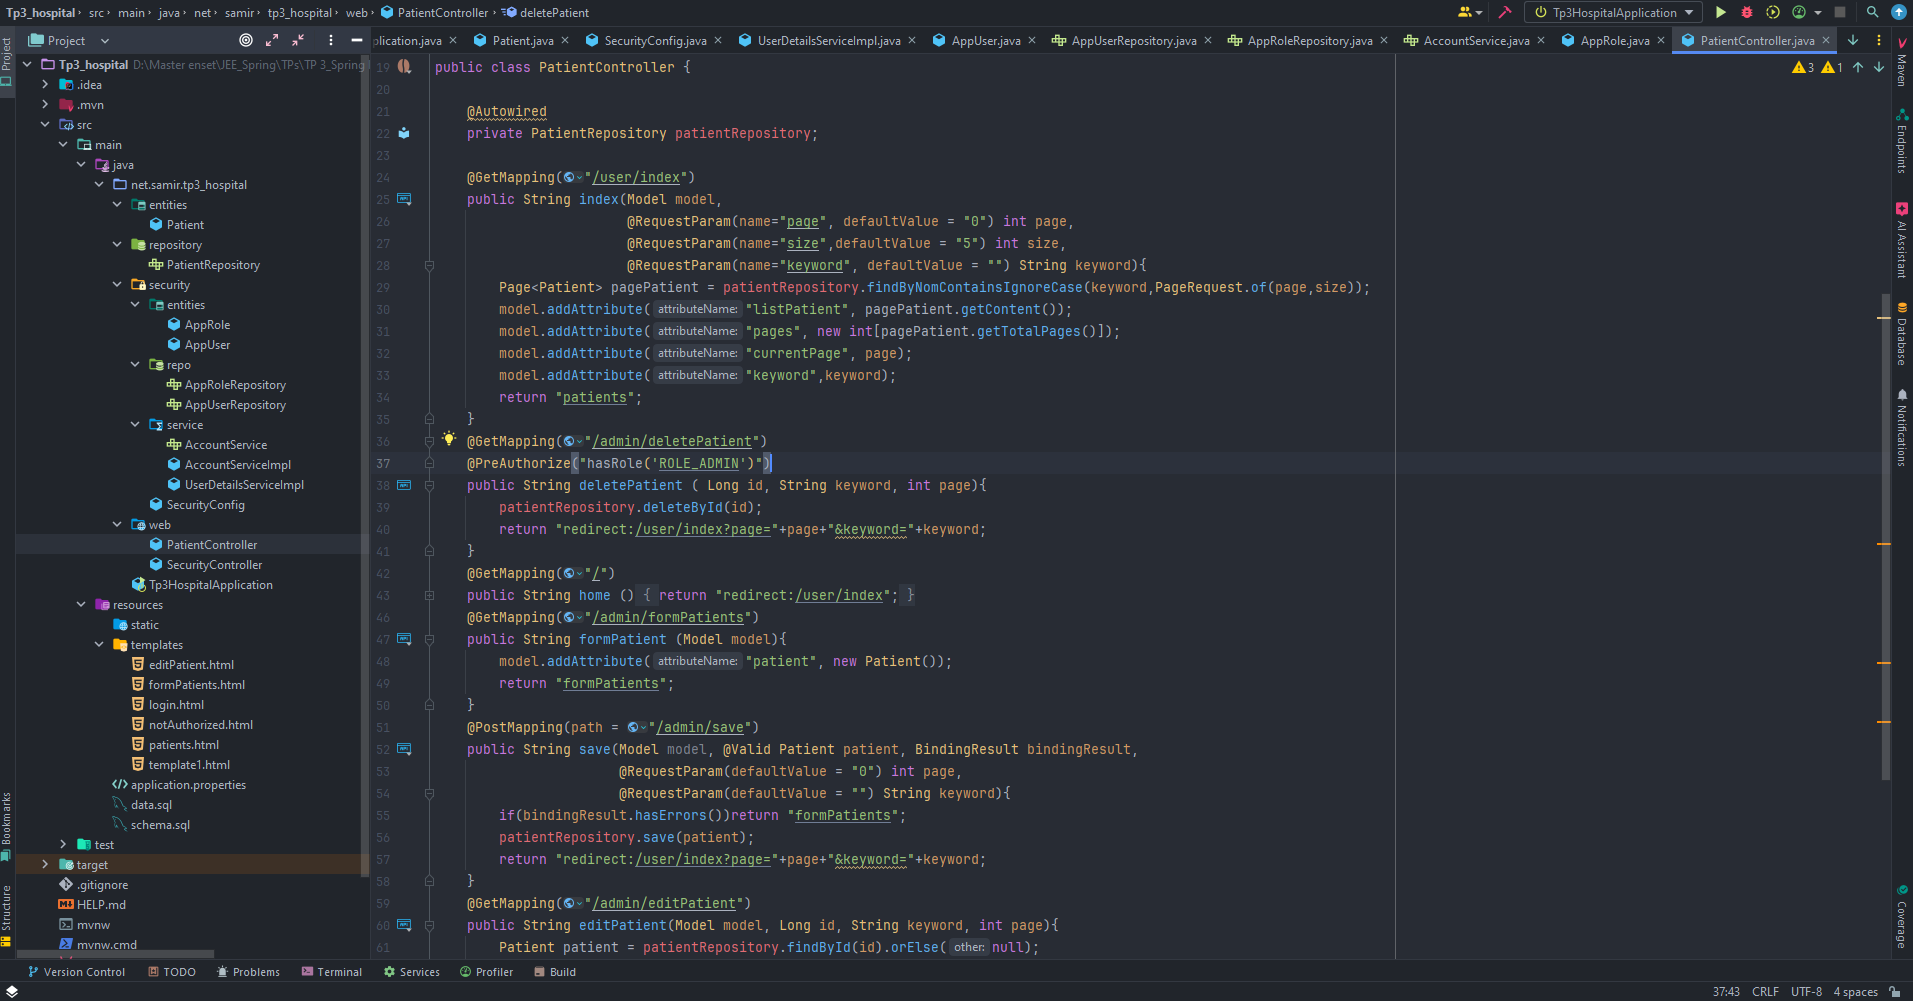 Tp3_hospital › src › main › java › net › samir › tp3_hospital › web › PatientController › deletePatient
Tp3HospitalApplication
Project
plication.java
Patient.java
SecurityConfig.java
UserDetailsServiceImpl.java
AppUser.java
AppUserRepository.java
AppRoleRepository.java
AccountService.java
AppRole.java
PatientController.java
Project
Bookmarks
Structure
Tp3_hospital D:\Master enset\JEE_Spring\TPs\TP 3_Spring
.idea
.mvn
src
main
java
net.samir.tp3_hospital
entities
Patient
repository
PatientRepository
security
entities
AppRole
AppUser
repo
AppRoleRepository
AppUserRepository
service
AccountService
AccountServiceImpl
UserDetailsServiceImpl
SecurityConfig
web
PatientController
SecurityController
Tp3HospitalApplication
resources
static
templates
editPatient.html
formPatients.html
login.html
notAuthorized.html
patients.html
template1.html
application.properties
data.sql
schema.sql
test
target
.gitignore
HELP.md
mvnw
mvnw.cmd
3 1
19 public class PatientController {
20
21 @Autowired
22 private PatientRepository patientRepository;
23
24 @GetMapping("/user/index")
25 public String index(Model model,
26 @RequestParam(name="page", defaultValue = "0") int page,
27 @RequestParam(name="size",defaultValue = "5") int size,
28 @RequestParam(name="keyword", defaultValue = "") String keyword){
29 Page<Patient> pagePatient = patientRepository.findByNomContainsIgnoreCase(keyword,PageRequest.of(page,size));
30 model.addAttribute( attributeName: "listPatient", pagePatient.getContent());
31 model.addAttribute( attributeName: "pages", new int[pagePatient.getTotalPages()]);
32 model.addAttribute( attributeName: "currentPage", page);
33 model.addAttribute( attributeName: "keyword",keyword);
34 return "patients";
35 }
36 @GetMapping("/admin/deletePatient")
37 @PreAuthorize("hasRole('ROLE_ADMIN')")
38 public String deletePatient ( Long id, String keyword, int page){
39 patientRepository.deleteById(id);
40 return "redirect:/user/index?page="+page+"&keyword="+keyword;
41 }
42 @GetMapping("/")
43 public String home () { return "redirect:/user/index"; }
46 @GetMapping("/admin/formPatients")
47 public String formPatient (Model model){
48 model.addAttribute( attributeName: "patient", new Patient());
49 return "formPatients";
50 }
51 @PostMapping(path = "/admin/save")
52 public String save(Model model, @Valid Patient patient, BindingResult bindingResult,
53 @RequestParam(defaultValue = "0") int page,
54 @RequestParam(defaultValue = "") String keyword){
55 if(bindingResult.hasErrors())return "formPatients";
56 patientRepository.save(patient);
57 return "redirect:/user/index?page="+page+"&keyword="+keyword;
58 }
59 @GetMapping("/admin/editPatient")
60 public String editPatient(Model model, Long id, String keyword, int page){
61 Patient patient = patientRepository.findById(id).orElse( other: null);
Maven
Endpoints
AI Assistant
Database
Notifications
Coverage
Version Control
TODO
Problems
Terminal
Services
Profiler
Build
37:43 CRLF UTF-8 4 spaces